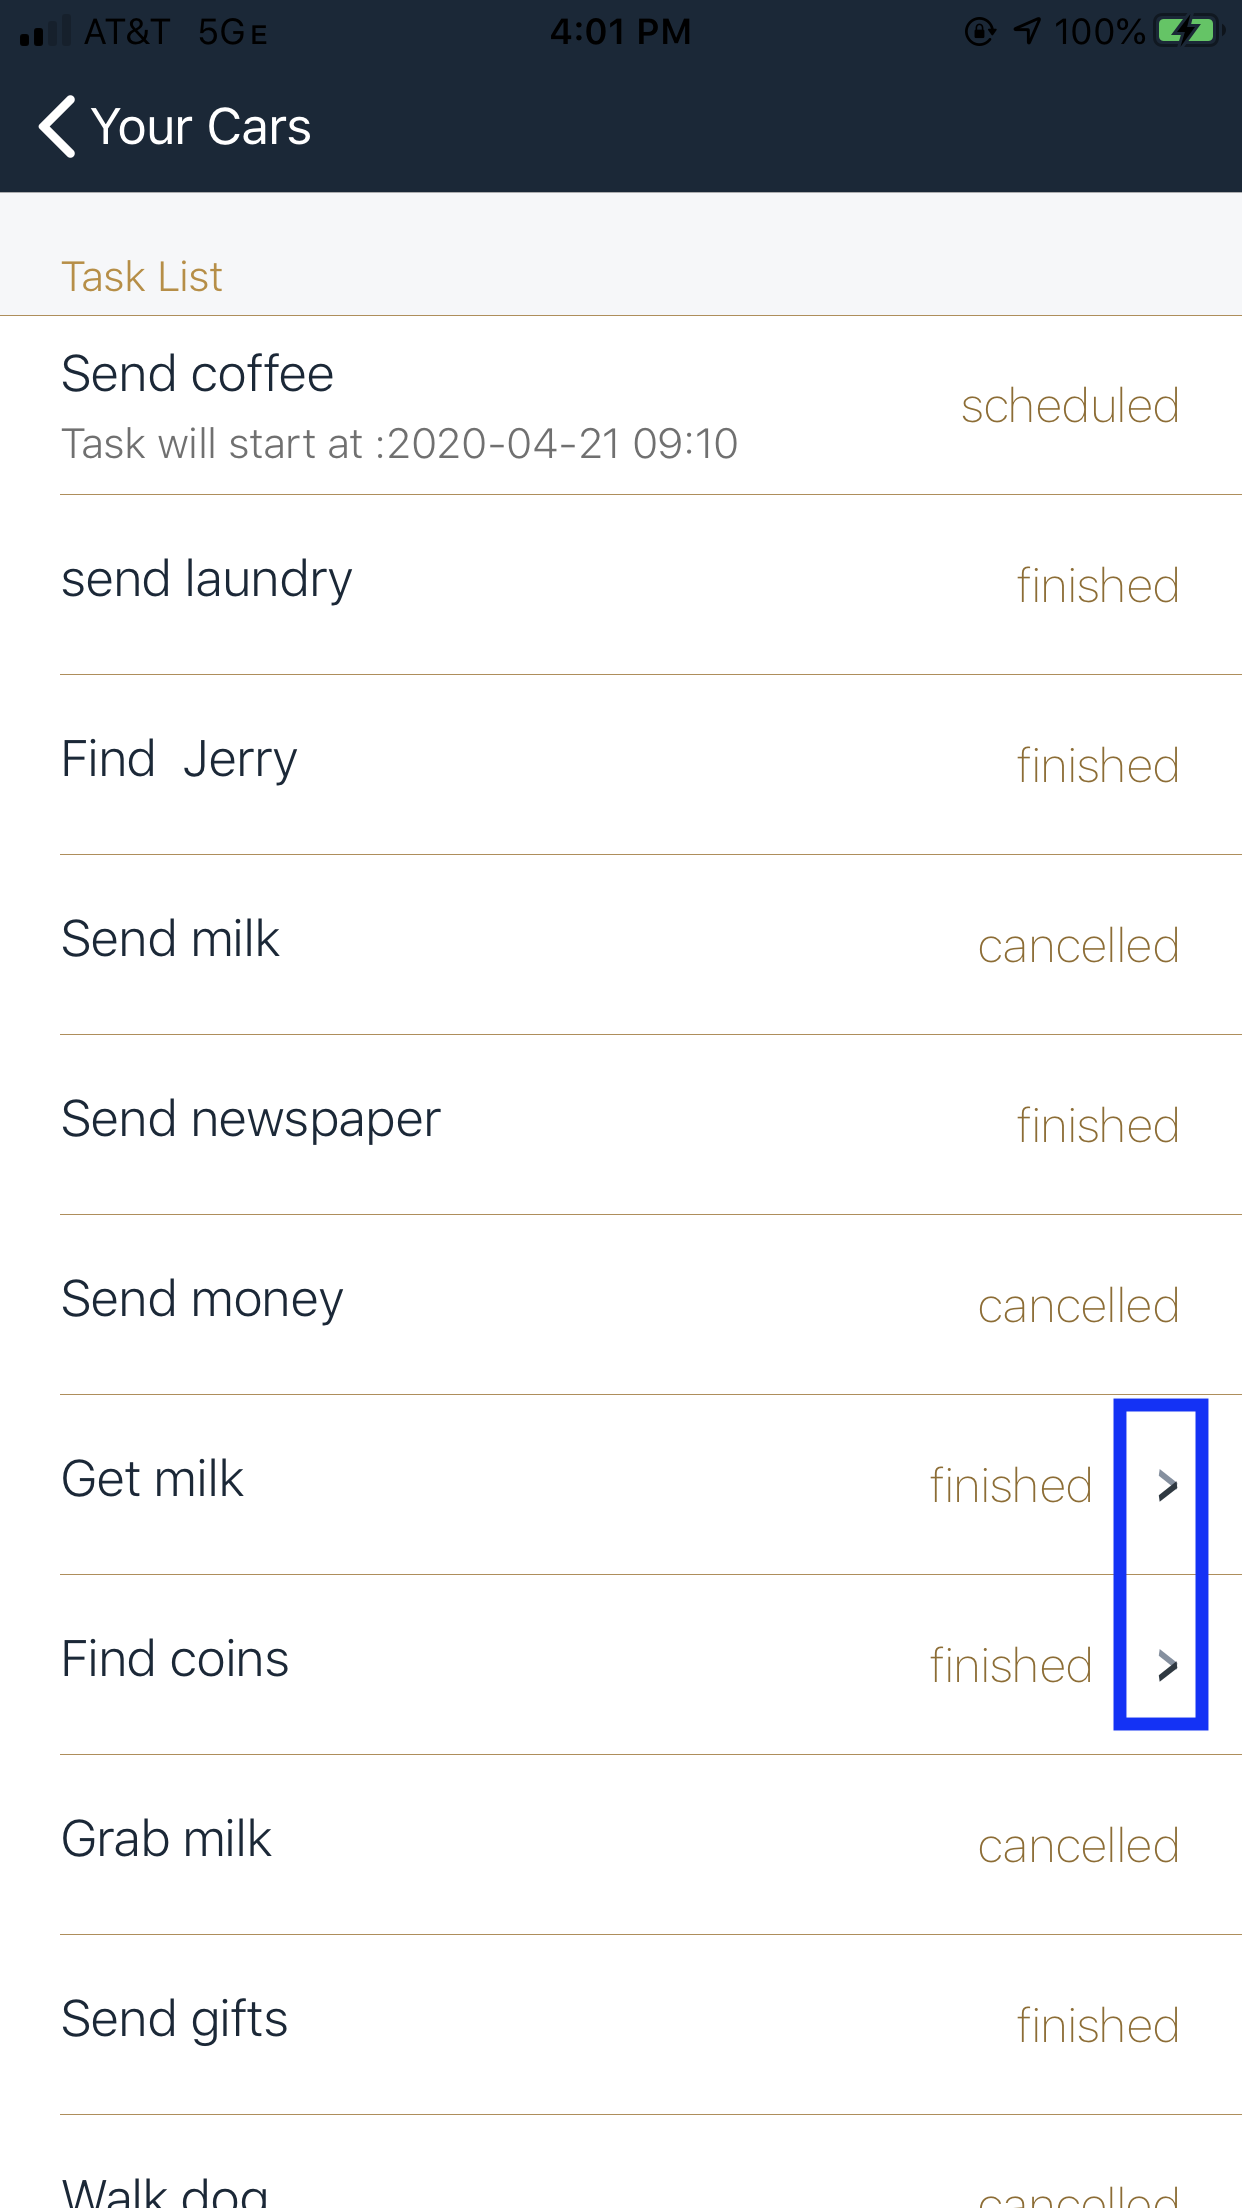 AT&T 5GE 4:01 PM 100%
Your Cars
Task List
Send coffee
scheduled
Task will start at :2020-04-21 09:10
send laundry
finished
Find  Jerry
finished
Send milk
cancelled
Send newspaper
finished
Send money
cancelled
Get milk
finished
Find coins
finished
Grab milk
cancelled
Send gifts
finished
Walk dog
cancelled